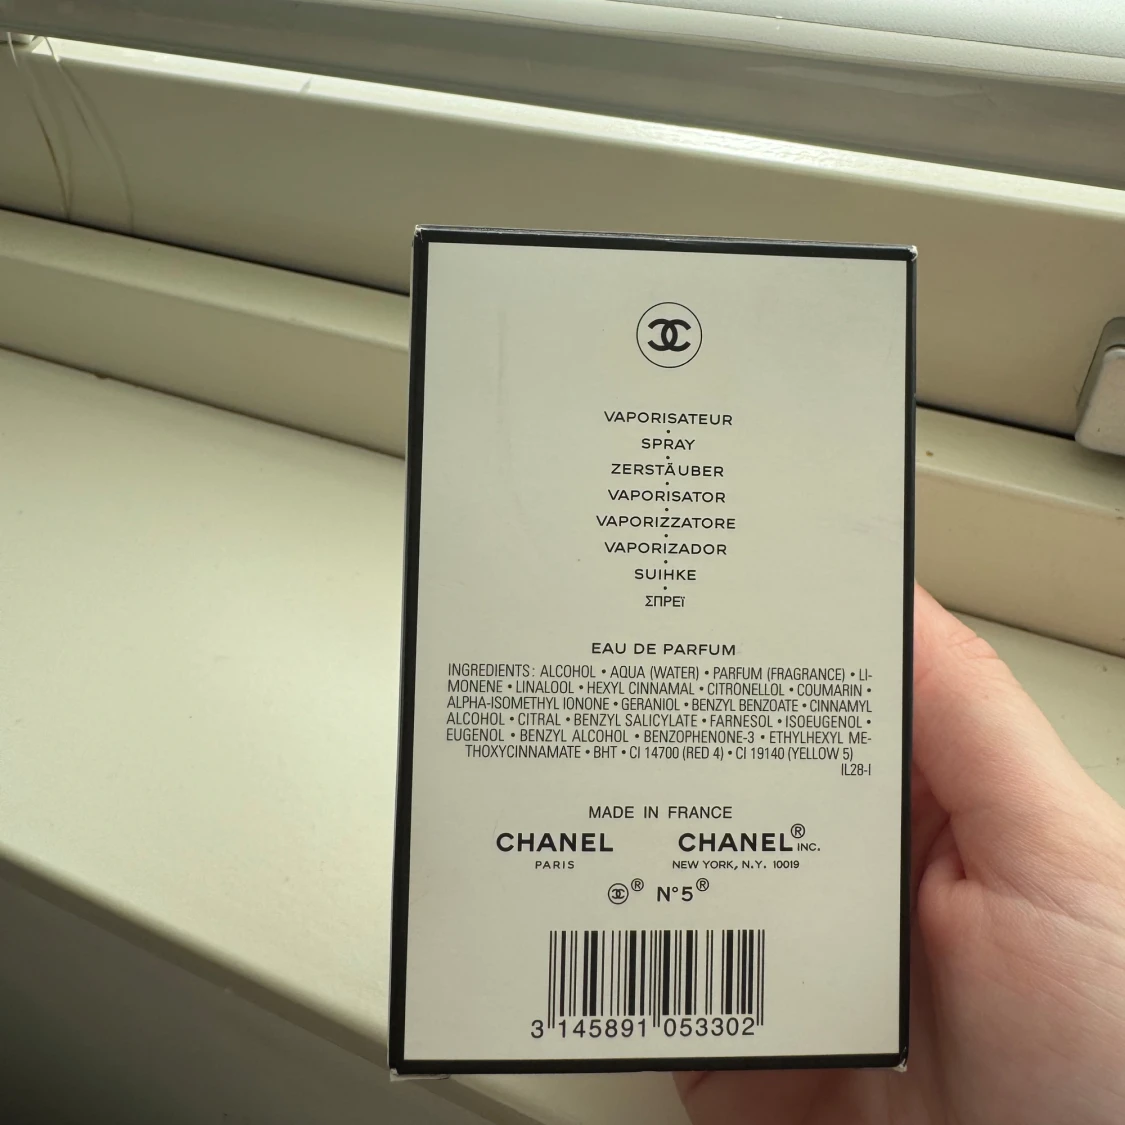 VAPORISATEUR
•
SPRAY
•
ZERSTÄUBER
•
VAPORISATOR
•
VAPORIZZATORE
•
VAPORIZADOR
•
SUIHKE
•
ΣΠΡΕΪ
EAU DE PARFUM
INGREDIENTS: ALCOHOL • AQUA (WATER) • PARFUM (FRAGRANCE) • LI-
MONENE • LINALOOL • HEXYL CINNAMAL • CITRONELLOL • COUMARIN •
ALPHA-ISOMETHYL IONONE • GERANIOL • BENZYL BENZOATE • CINNAMYL
ALCOHOL • CITRAL • BENZYL SALICYLATE • FARNESOL • ISOEUGENOL •
EUGENOL • BENZYL ALCOHOL • BENZOPHENONE-3 • ETHYLHEXYL ME-
THOXYCINNAMATE • BHT • CI 14700 (RED 4) • CI 19140 (YELLOW 5)
IL28-I
MADE IN FRANCE
CHANEL CHANEL® INC.
PARIS NEW YORK, N.Y. 10019
® N°5®
3 145891 053302